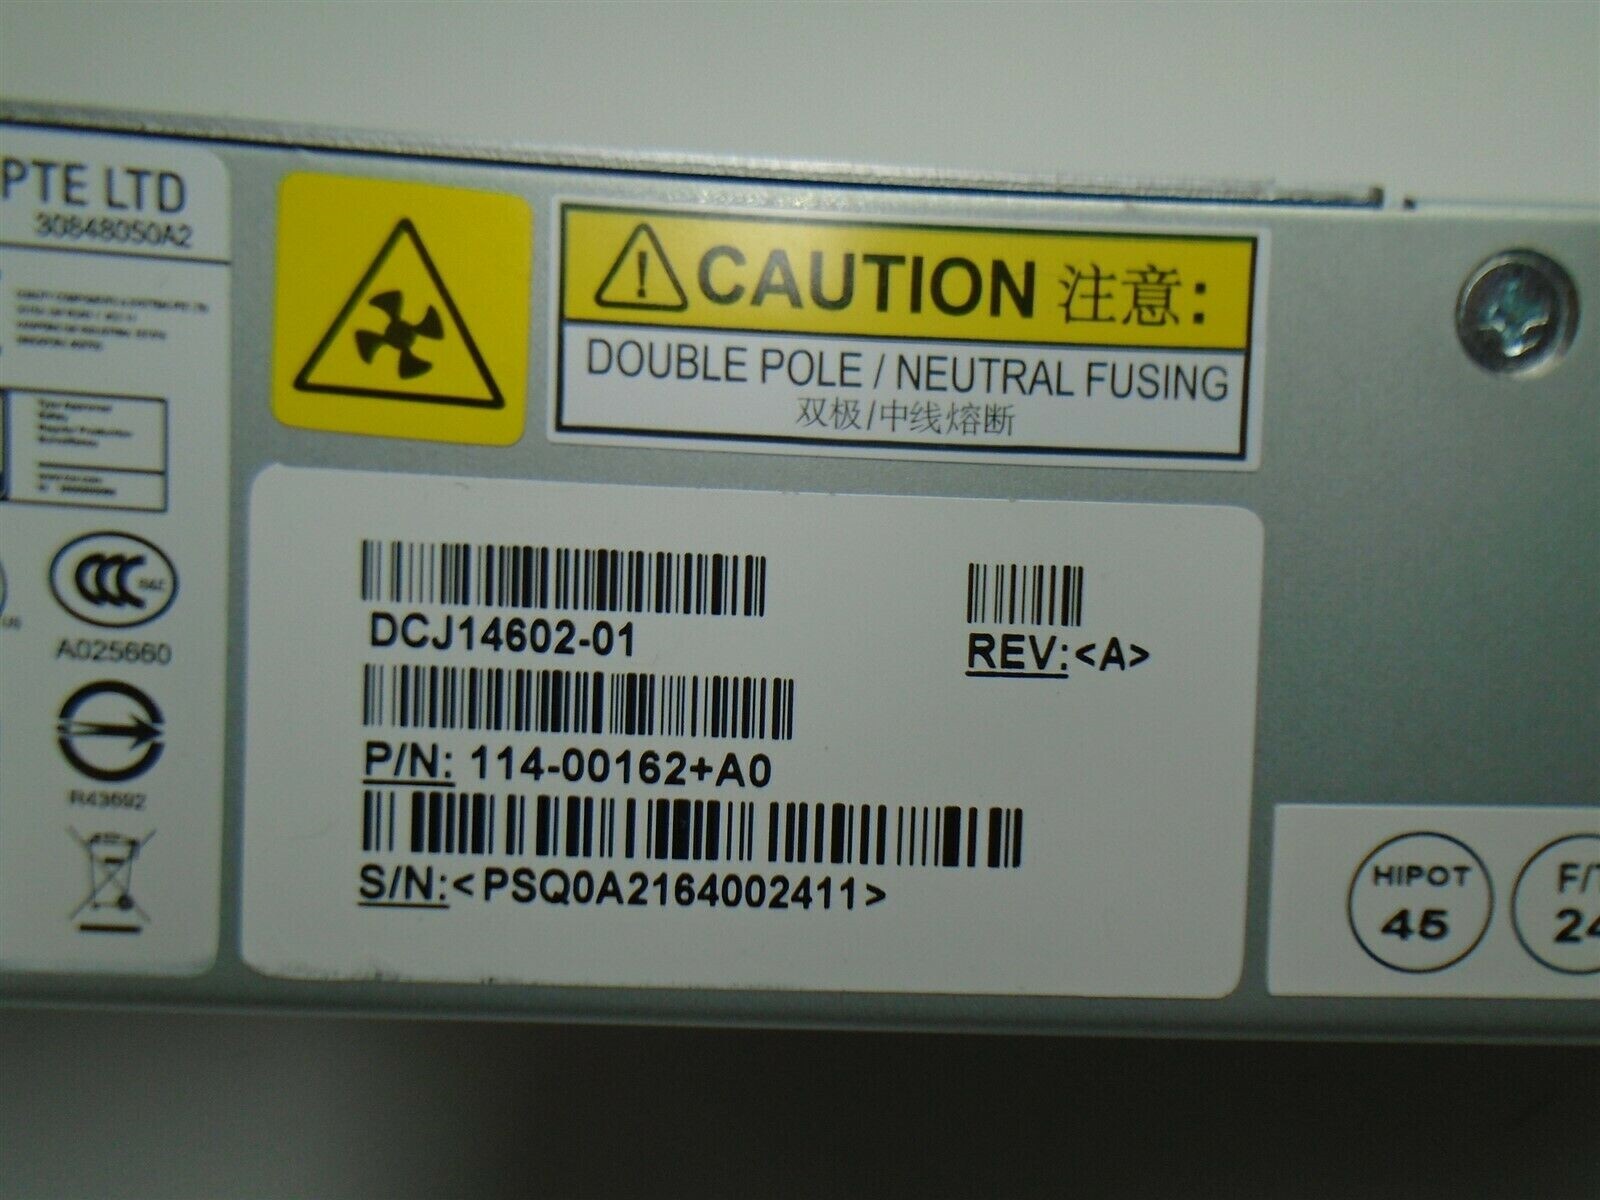 PTE LTD
30848050A2
CAUTION 注意:
DOUBLE POLE / NEUTRAL FUSING
双极/中线熔断
A025660
R43692
DCJ14602-01
REV:<A>
P/N: 114-00162+A0
S/N:<PSQ0A2164002411>
HIPOT
45
F/T
24